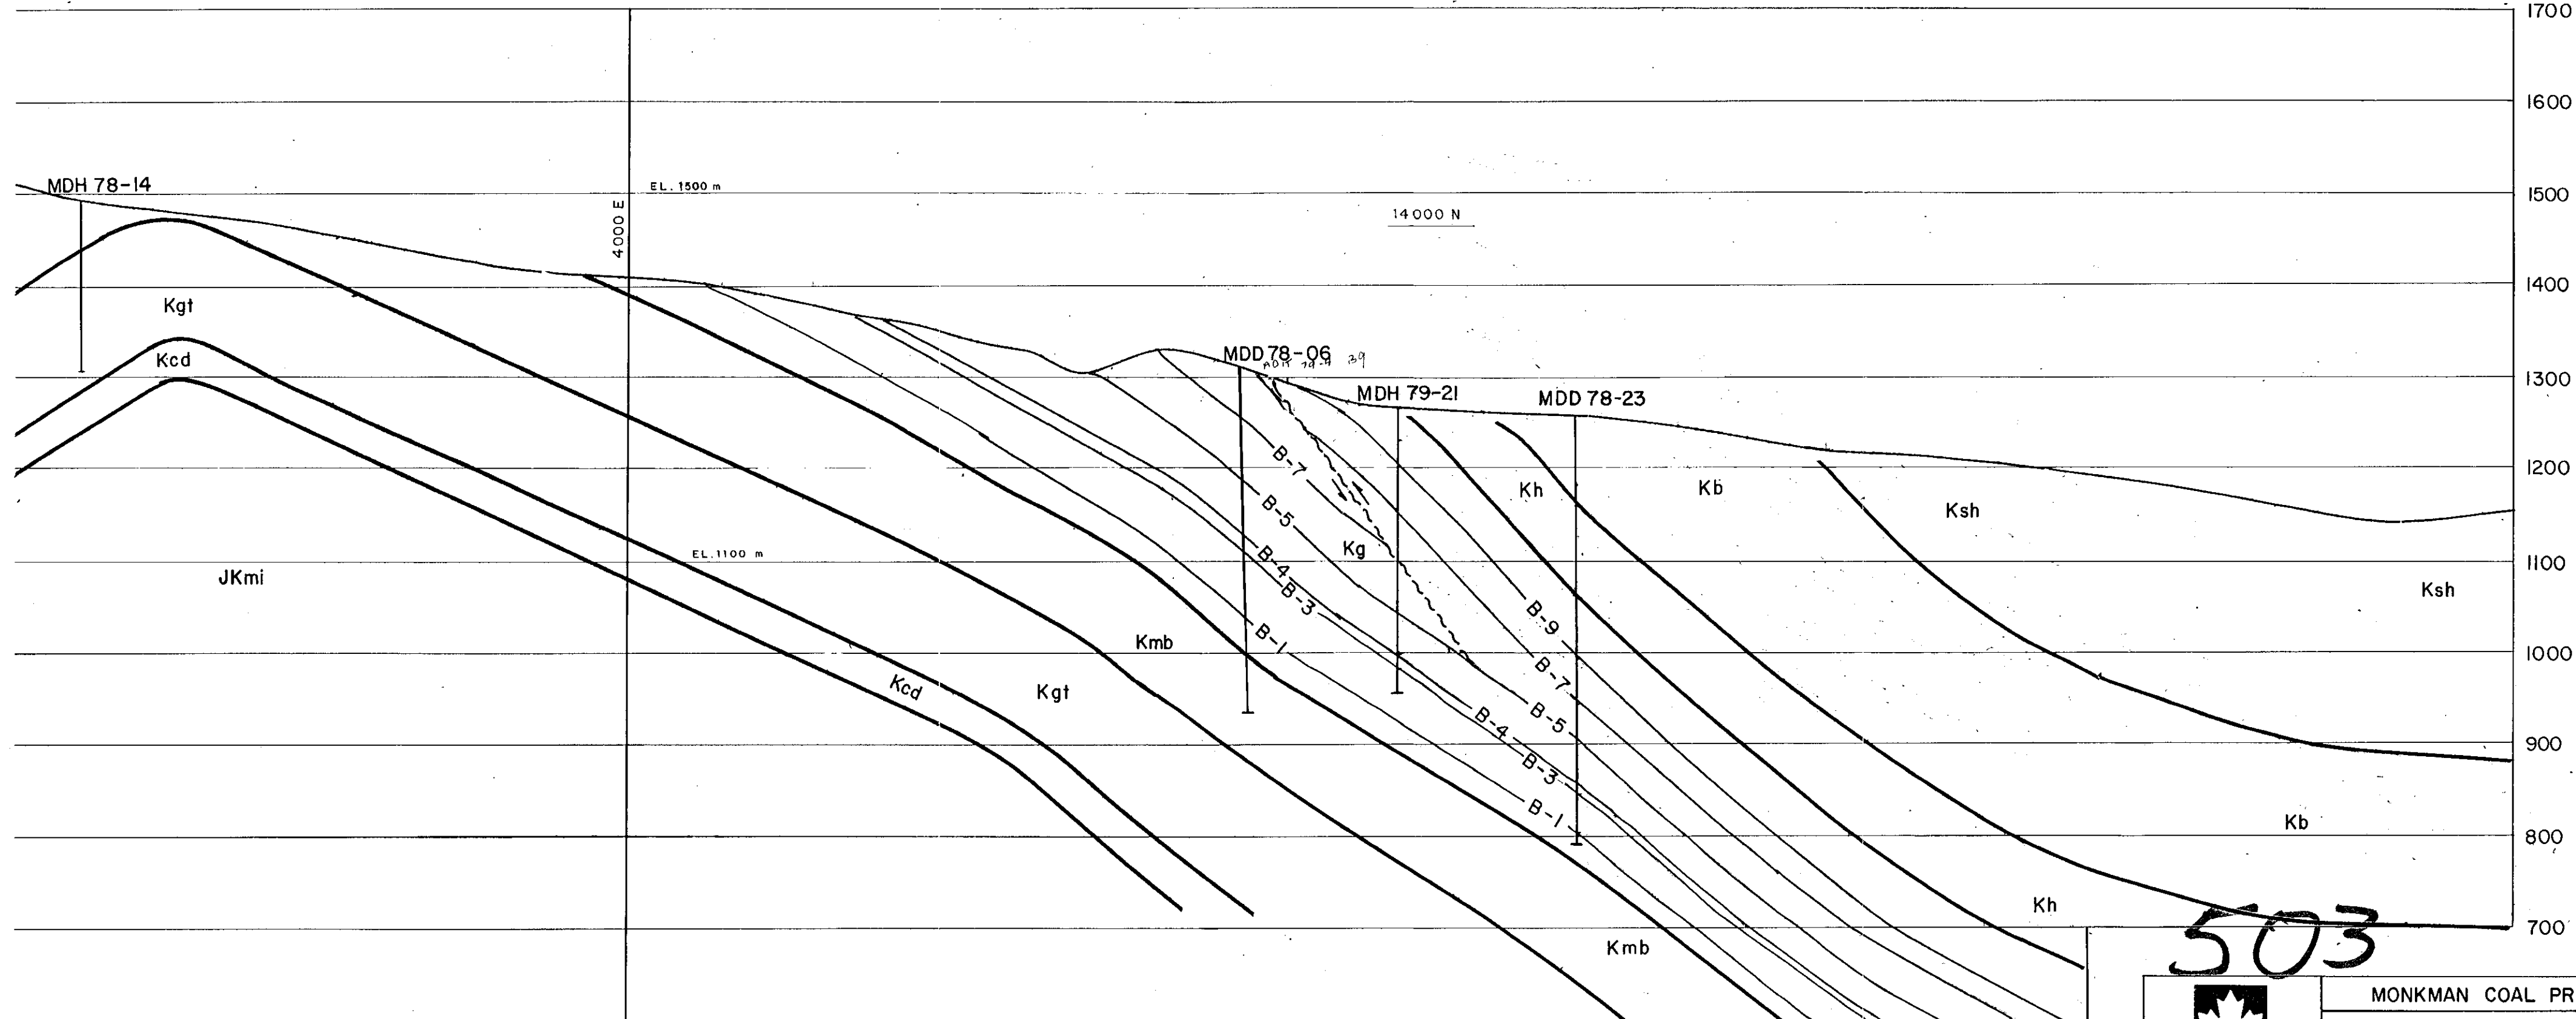 1700
1600
MDH 78-14
EL. 1500 m
1500
4000 E
14000 N
1400
Kgt
MDD 78-06
Kcd
1300
MDH 79-21
MDD 78-23
B-7
1200
Kh
Kb
Ksh
B-5
Kg
EL. 1100 m
B-4
1100
JKmi
B-3
Ksh
B-9
B-1
Kmb
1000
B-7
Kcd
Kgt
B-5
B-4
900
B-3
B-1
Kb
800
Kh
503
700
Kmb
MONKMAN COAL PR